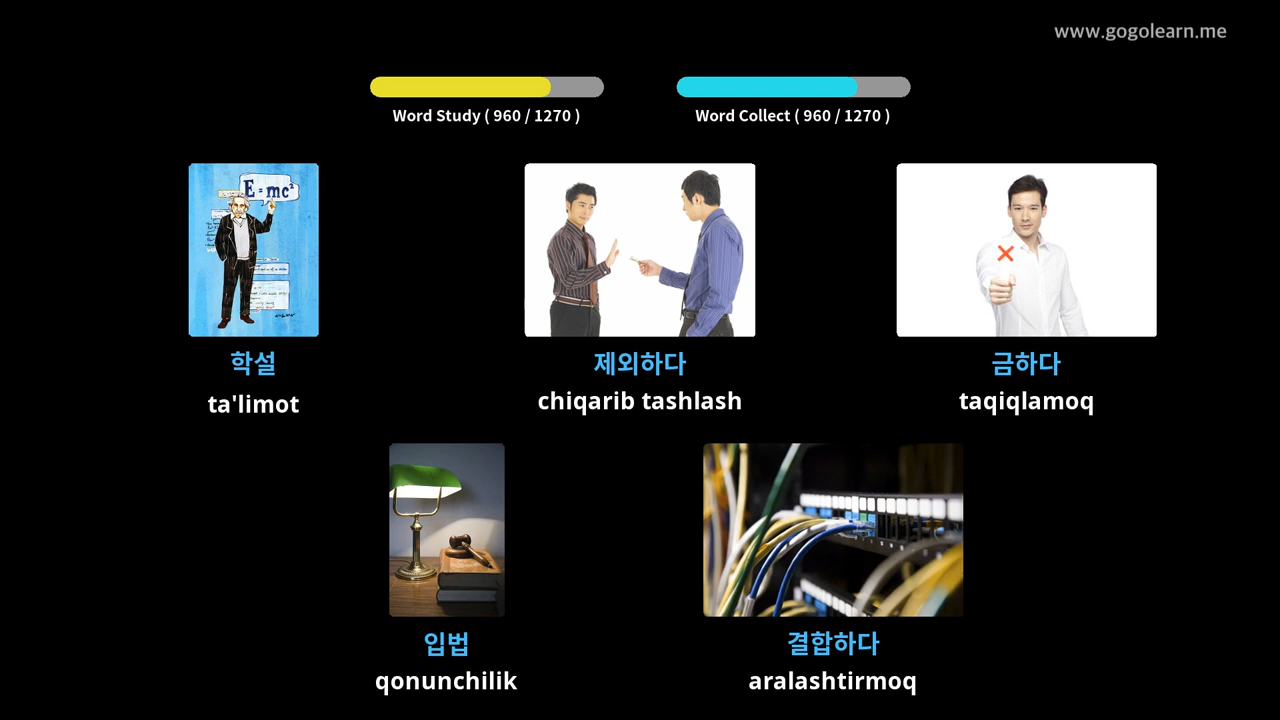 www.gogolearn.me
Word Study ( 960 / 1270 )
Word Collect ( 960 / 1270 )
E = mc²
학설
ta'limot
제외하다
chiqarib tashlash
금하다
taqiqlamoq
입법
qonunchilik
결합하다
aralashtirmoq